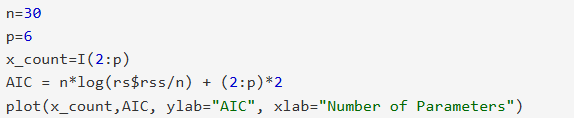 n=30
p=6
x_count=I(2:p)
AIC = n*log(rs$rss/n) + (2:p)*2
plot(x_count,AIC, ylab="AIC", xlab="Number of Parameters")